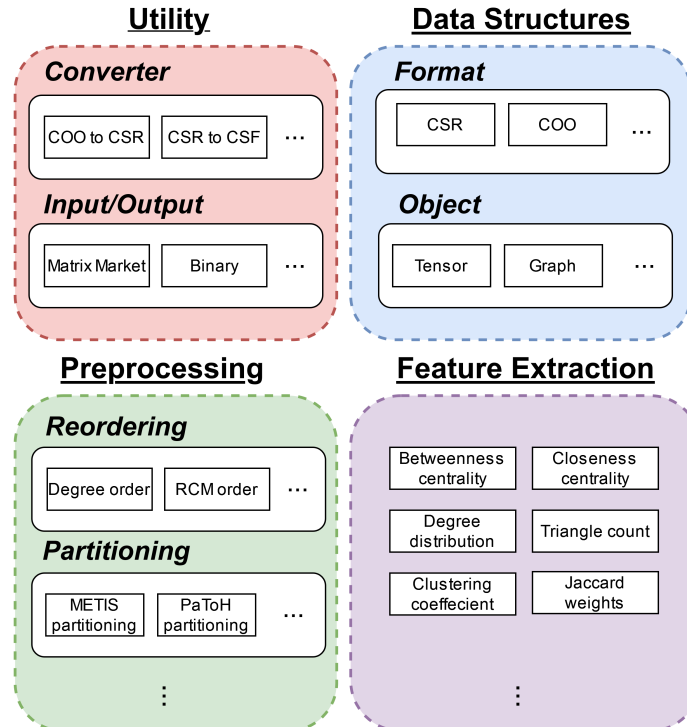 Utility
Converter
COO to CSR
CSR to CSF
...
Input/Output
Matrix Market
Binary
...
Data Structures
Format
CSR
COO
...
Object
Tensor
Graph
...
Preprocessing
Reordering
Degree order
RCM order
...
Partitioning
METIS
partitioning
PaToH
partitioning
...
⋮
Feature Extraction
Betweenness
centrality
Closeness
centrality
Degree
distribution
Triangle count
Clustering
coeffecient
Jaccard
weights
⋮